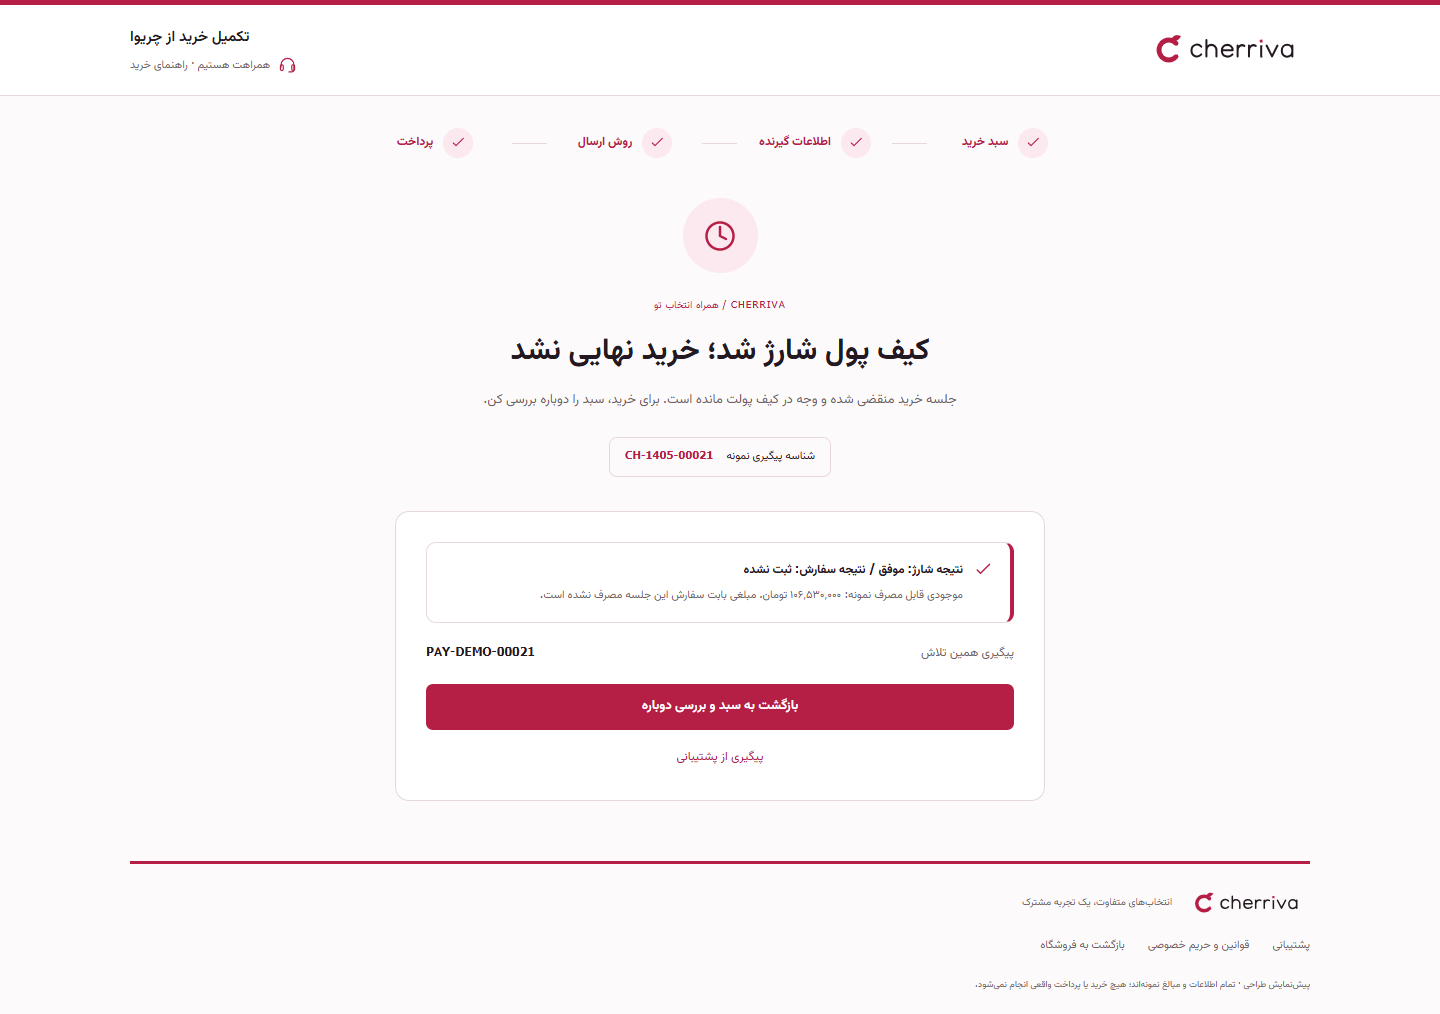 cherriva
تکمیل خرید از چریوا
همراهت هستیم · راهنمای خرید
سبد خرید
اطلاعات گیرنده
روش ارسال
پرداخت
CHERRIVA / همراه انتخاب تو
کیف پول شارژ شد؛ خرید نهایی نشد
جلسه خرید منقضی شده و وجه در کیف پولت مانده است. برای خرید، سبد را دوباره بررسی کن.
شناسه پیگیری نمونه CH-1405-00021
نتیجه شارژ: موفق / نتیجه سفارش: ثبت نشده
موجودی قابل مصرف نمونه: ۱۰۶,۵۳۰,۰۰۰ تومان. مبلغی بابت سفارش این جلسه مصرف نشده است.
پیگیری همین تلاش PAY-DEMO-00021
بازگشت به سبد و بررسی دوباره
پیگیری از پشتیبانی
cherriva انتخاب‌های متفاوت، یک تجربه مشترک
پشتیبانی قوانین و حریم خصوصی بازگشت به فروشگاه
پیش‌نمایش طراحی · تمام اطلاعات و مبالغ نمونه‌اند؛ هیچ خرید یا پرداخت واقعی انجام نمی‌شود.